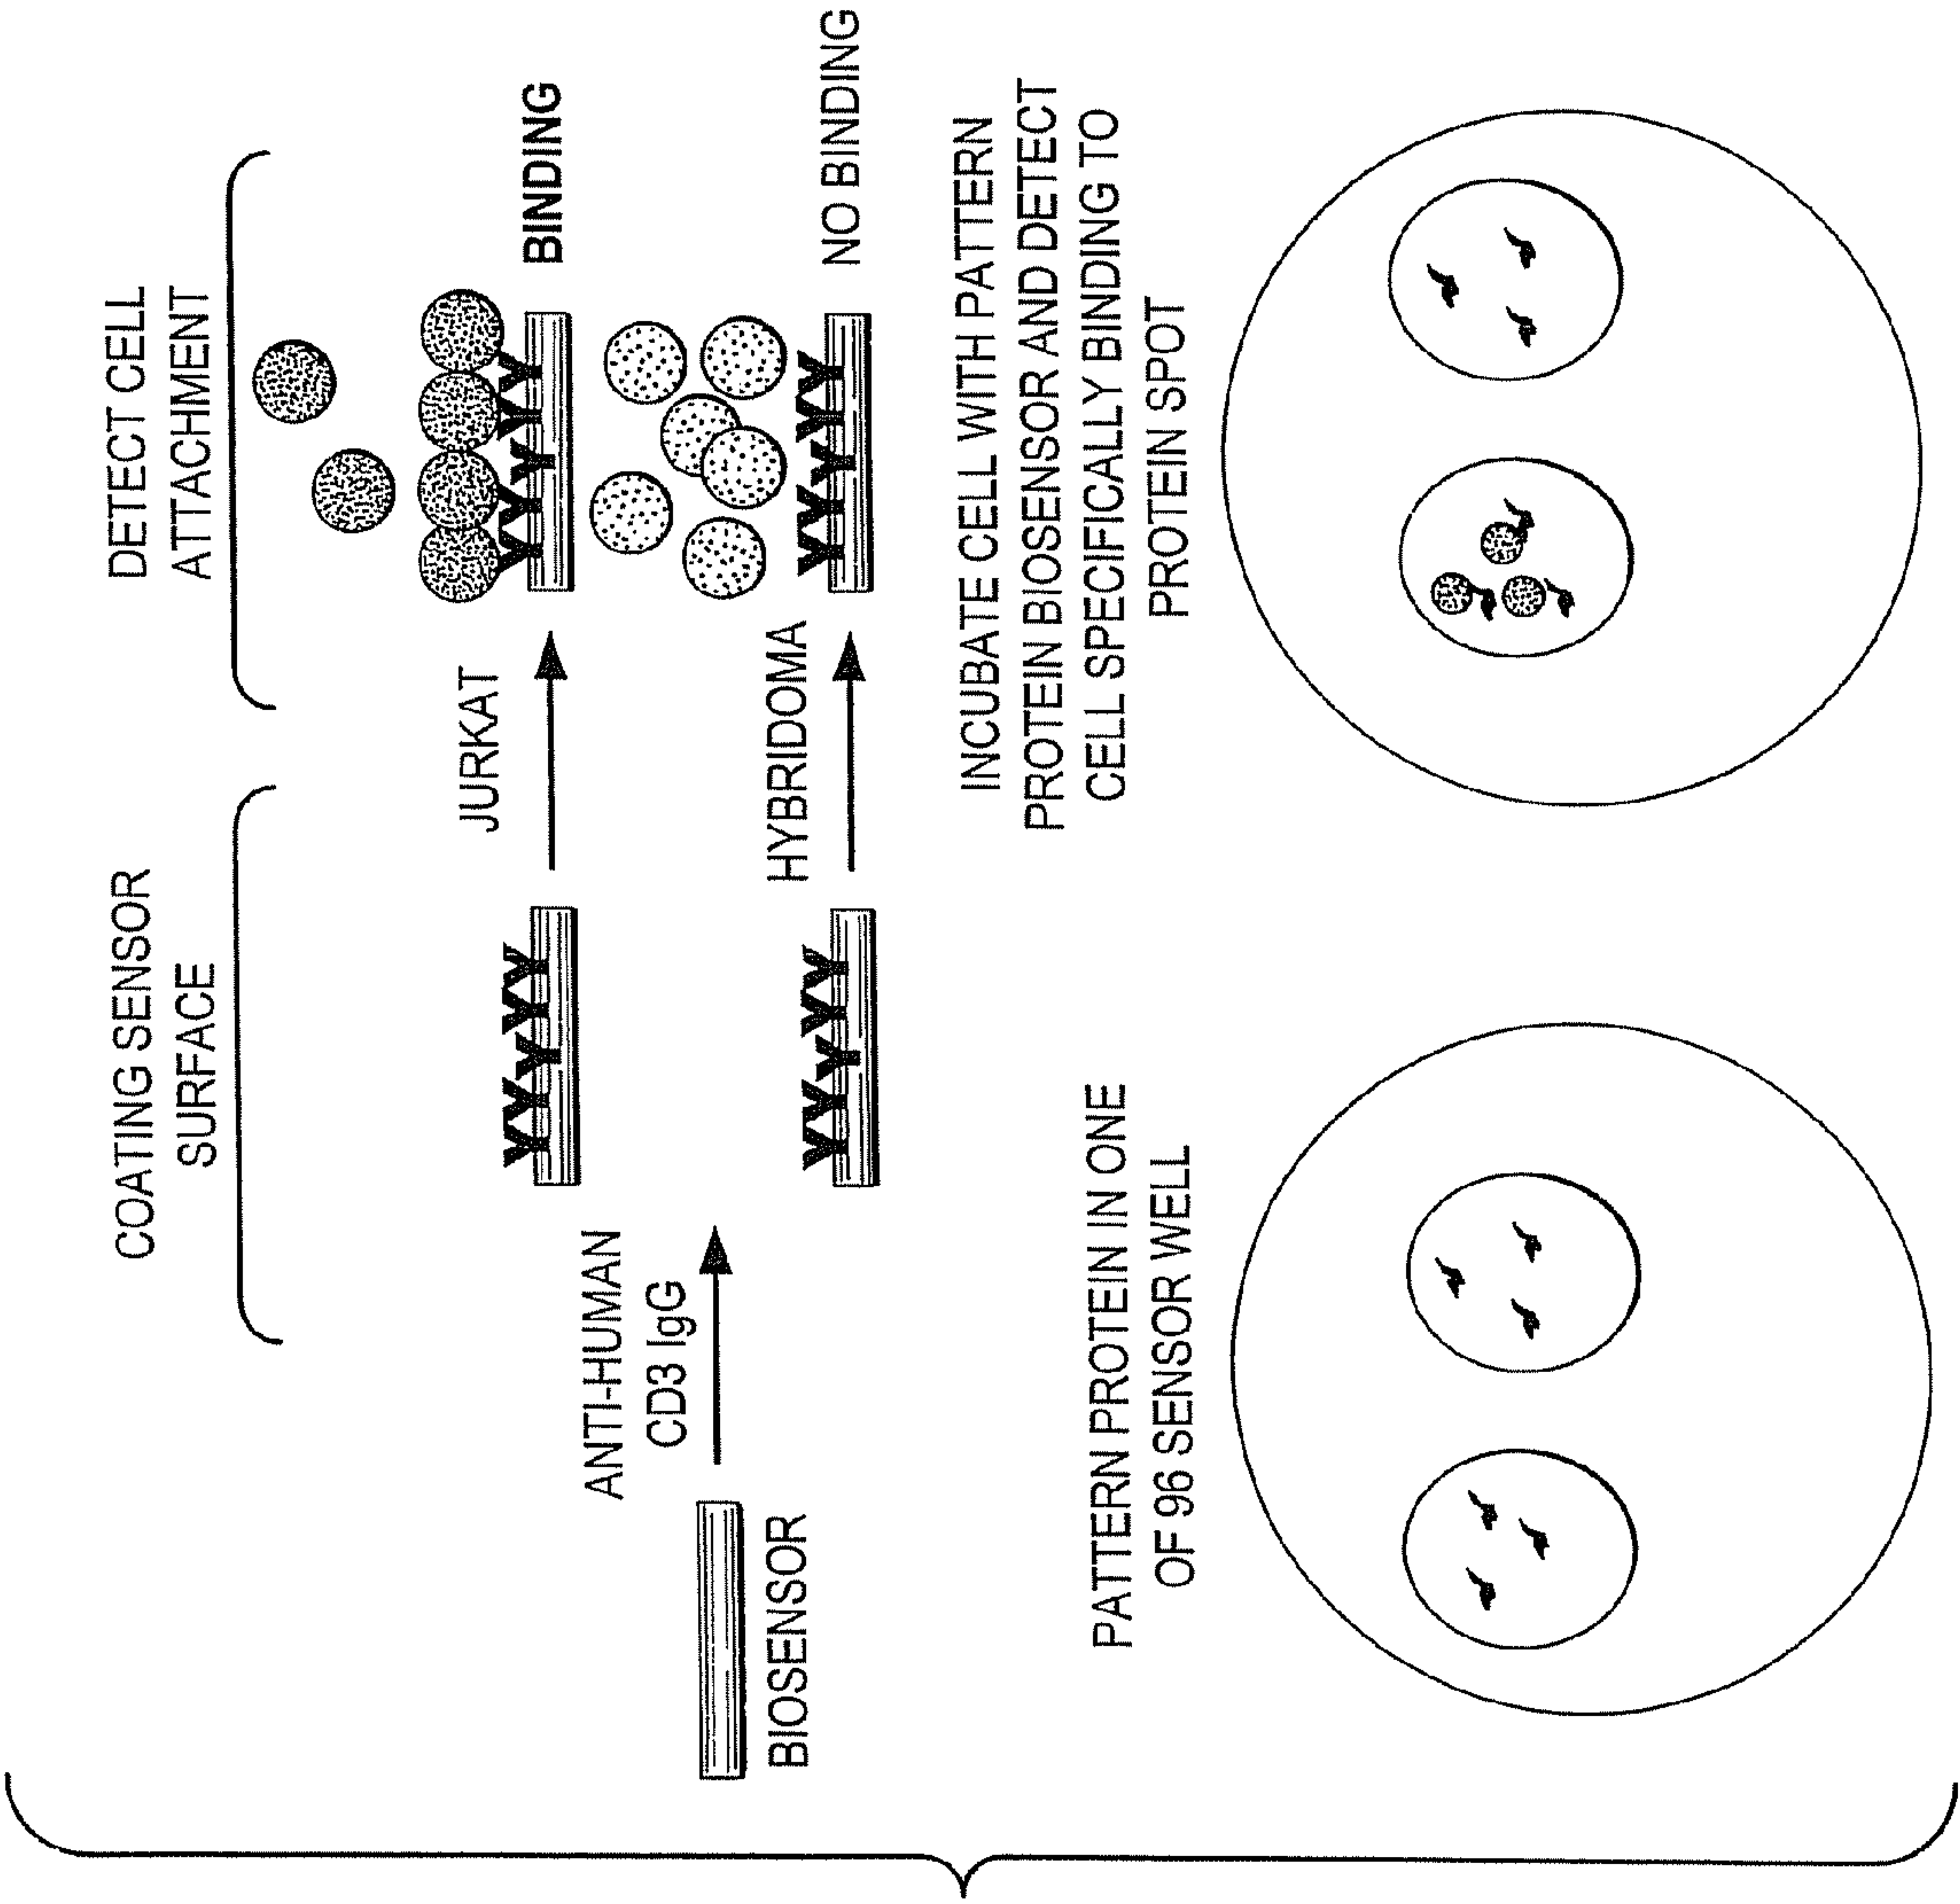 COATING SENSOR
SURFACE
DETECT CELL
ATTACHMENT
BIOSENSOR
ANTI-HUMAN
CD3 IgG
JURKAT
BINDING
HYBRIDOMA
NO BINDING
PATTERN PROTEIN IN ONE
OF 96 SENSOR WELL
INCUBATE CELL WITH PATTERN
PROTEIN BIOSENSOR AND DETECT
CELL SPECIFICALLY BINDING TO
PROTEIN SPOT